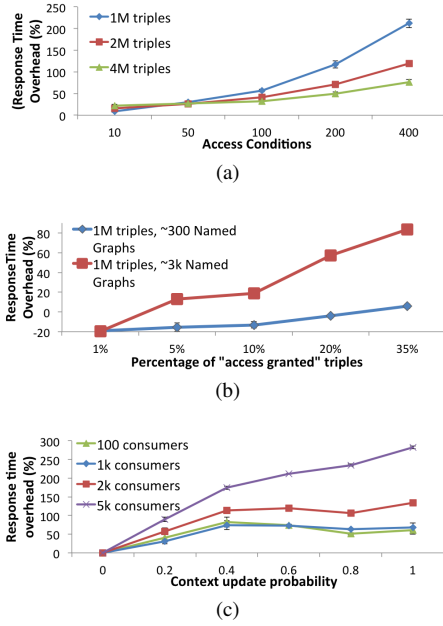 (Response Time
Overhead (%)
250
200
150
100
50
0
1M triples
2M triples
4M triples
10 50 100 200 400
Access Conditions
(a)
ResponseTime
Overhead (%)
80
60
40
20
0
-20
1M triples, ~300 Named
Graphs
1M triples, ~3k Named
Graphs
1% 5% 10% 20% 35%
Percentage of "access granted" triples
(b)
Response time
overhead (%)
300
250
200
150
100
50
0
100 consumers
1k consumers
2k consumers
5k consumers
0 0.2 0.4 0.6 0.8 1
Context update probability
(c)